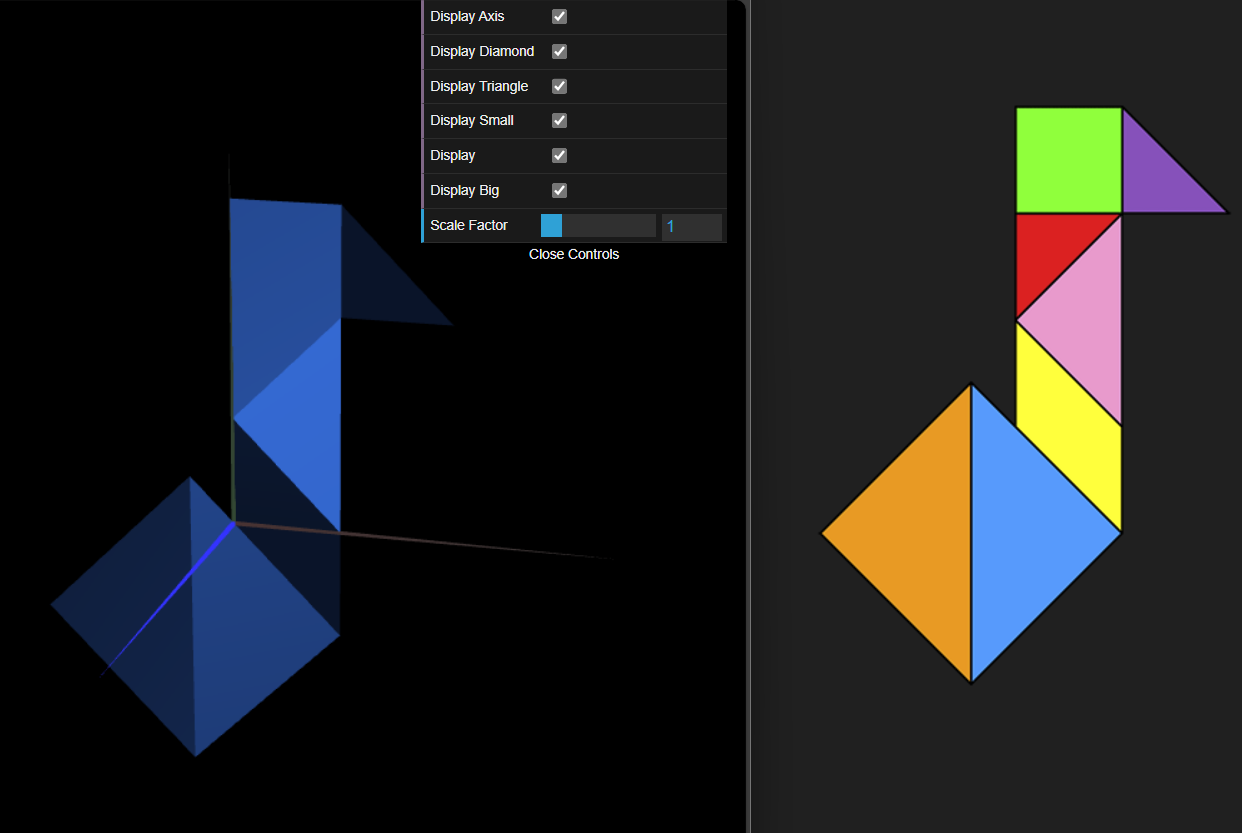 Display Axis
Display Diamond
Display Triangle
Display Small
Display
Display Big
Scale Factor 1
Close Controls